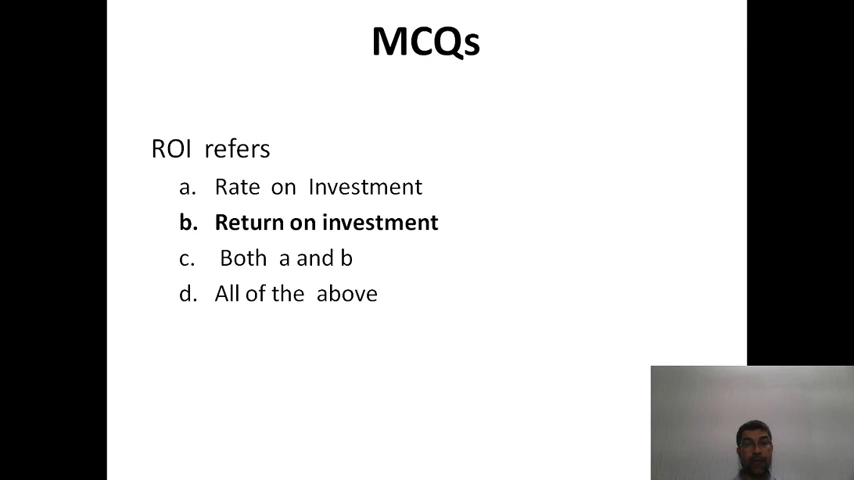 MCQs
ROI refers
a. Rate on Investment
b. Return on investment
c. Both a and b
d. All of the above